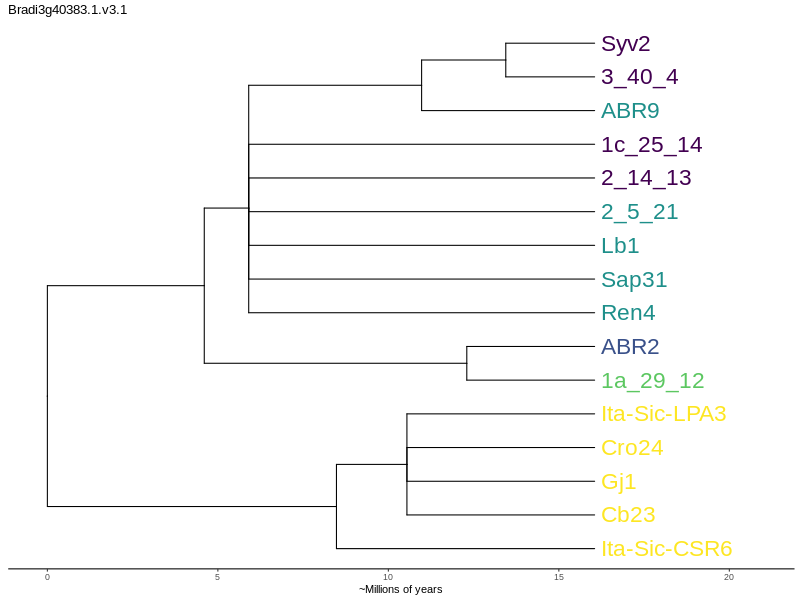 Bradi3g40383.1.v3.1
Syv2
3_40_4
ABR9
1c_25_14
2_14_13
2_5_21
Lb1
Sap31
Ren4
ABR2
1a_29_12
Ita-Sic-LPA3
Cro24
Gj1
Cb23
Ita-Sic-CSR6
0 5 10 15 20
~Millions of years